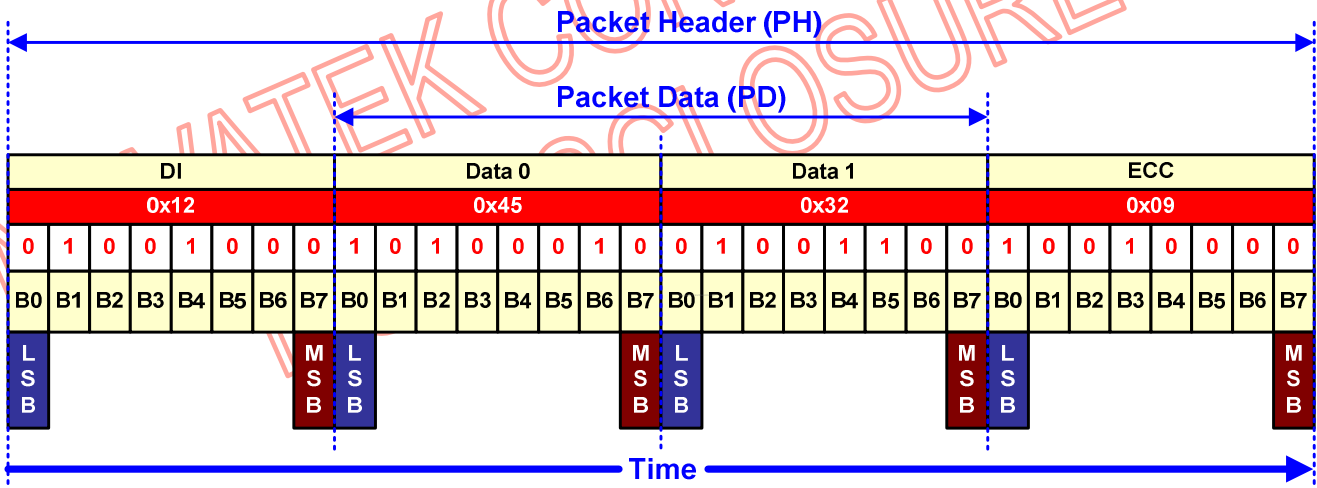 Packet Header (PH)
Packet Data (PD)
DI Data 0 Data 1 ECC
0x12 0x45 0x32 0x09
0 1 0 0 1 0 0 0 1 0 1 0 0 0 1 0 0 1 0 0 1 1 0 0 1 0 0 1 0 0 0 0
B0 B1 B2 B3 B4 B5 B6 B7 B0 B1 B2 B3 B4 B5 B6 B7 B0 B1 B2 B3 B4 B5 B6 B7 B0 B1 B2 B3 B4 B5 B6 B7
LSB MSB LSB MSB LSB MSB LSB MSB
Time